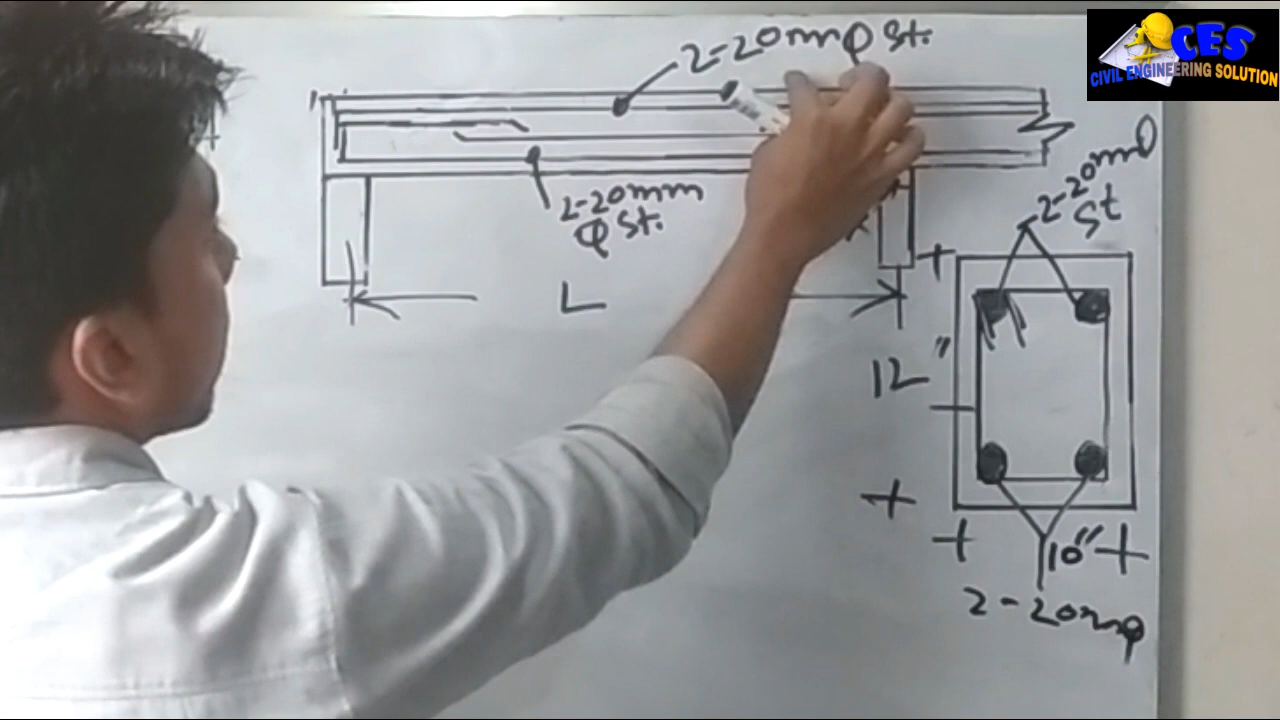 CES
CIVIL ENGINEERING SOLUTION
2-20mmφ St.
2-20mm
φ St.
L
2-20mmφ
St
12"
10"
2-20mmφ